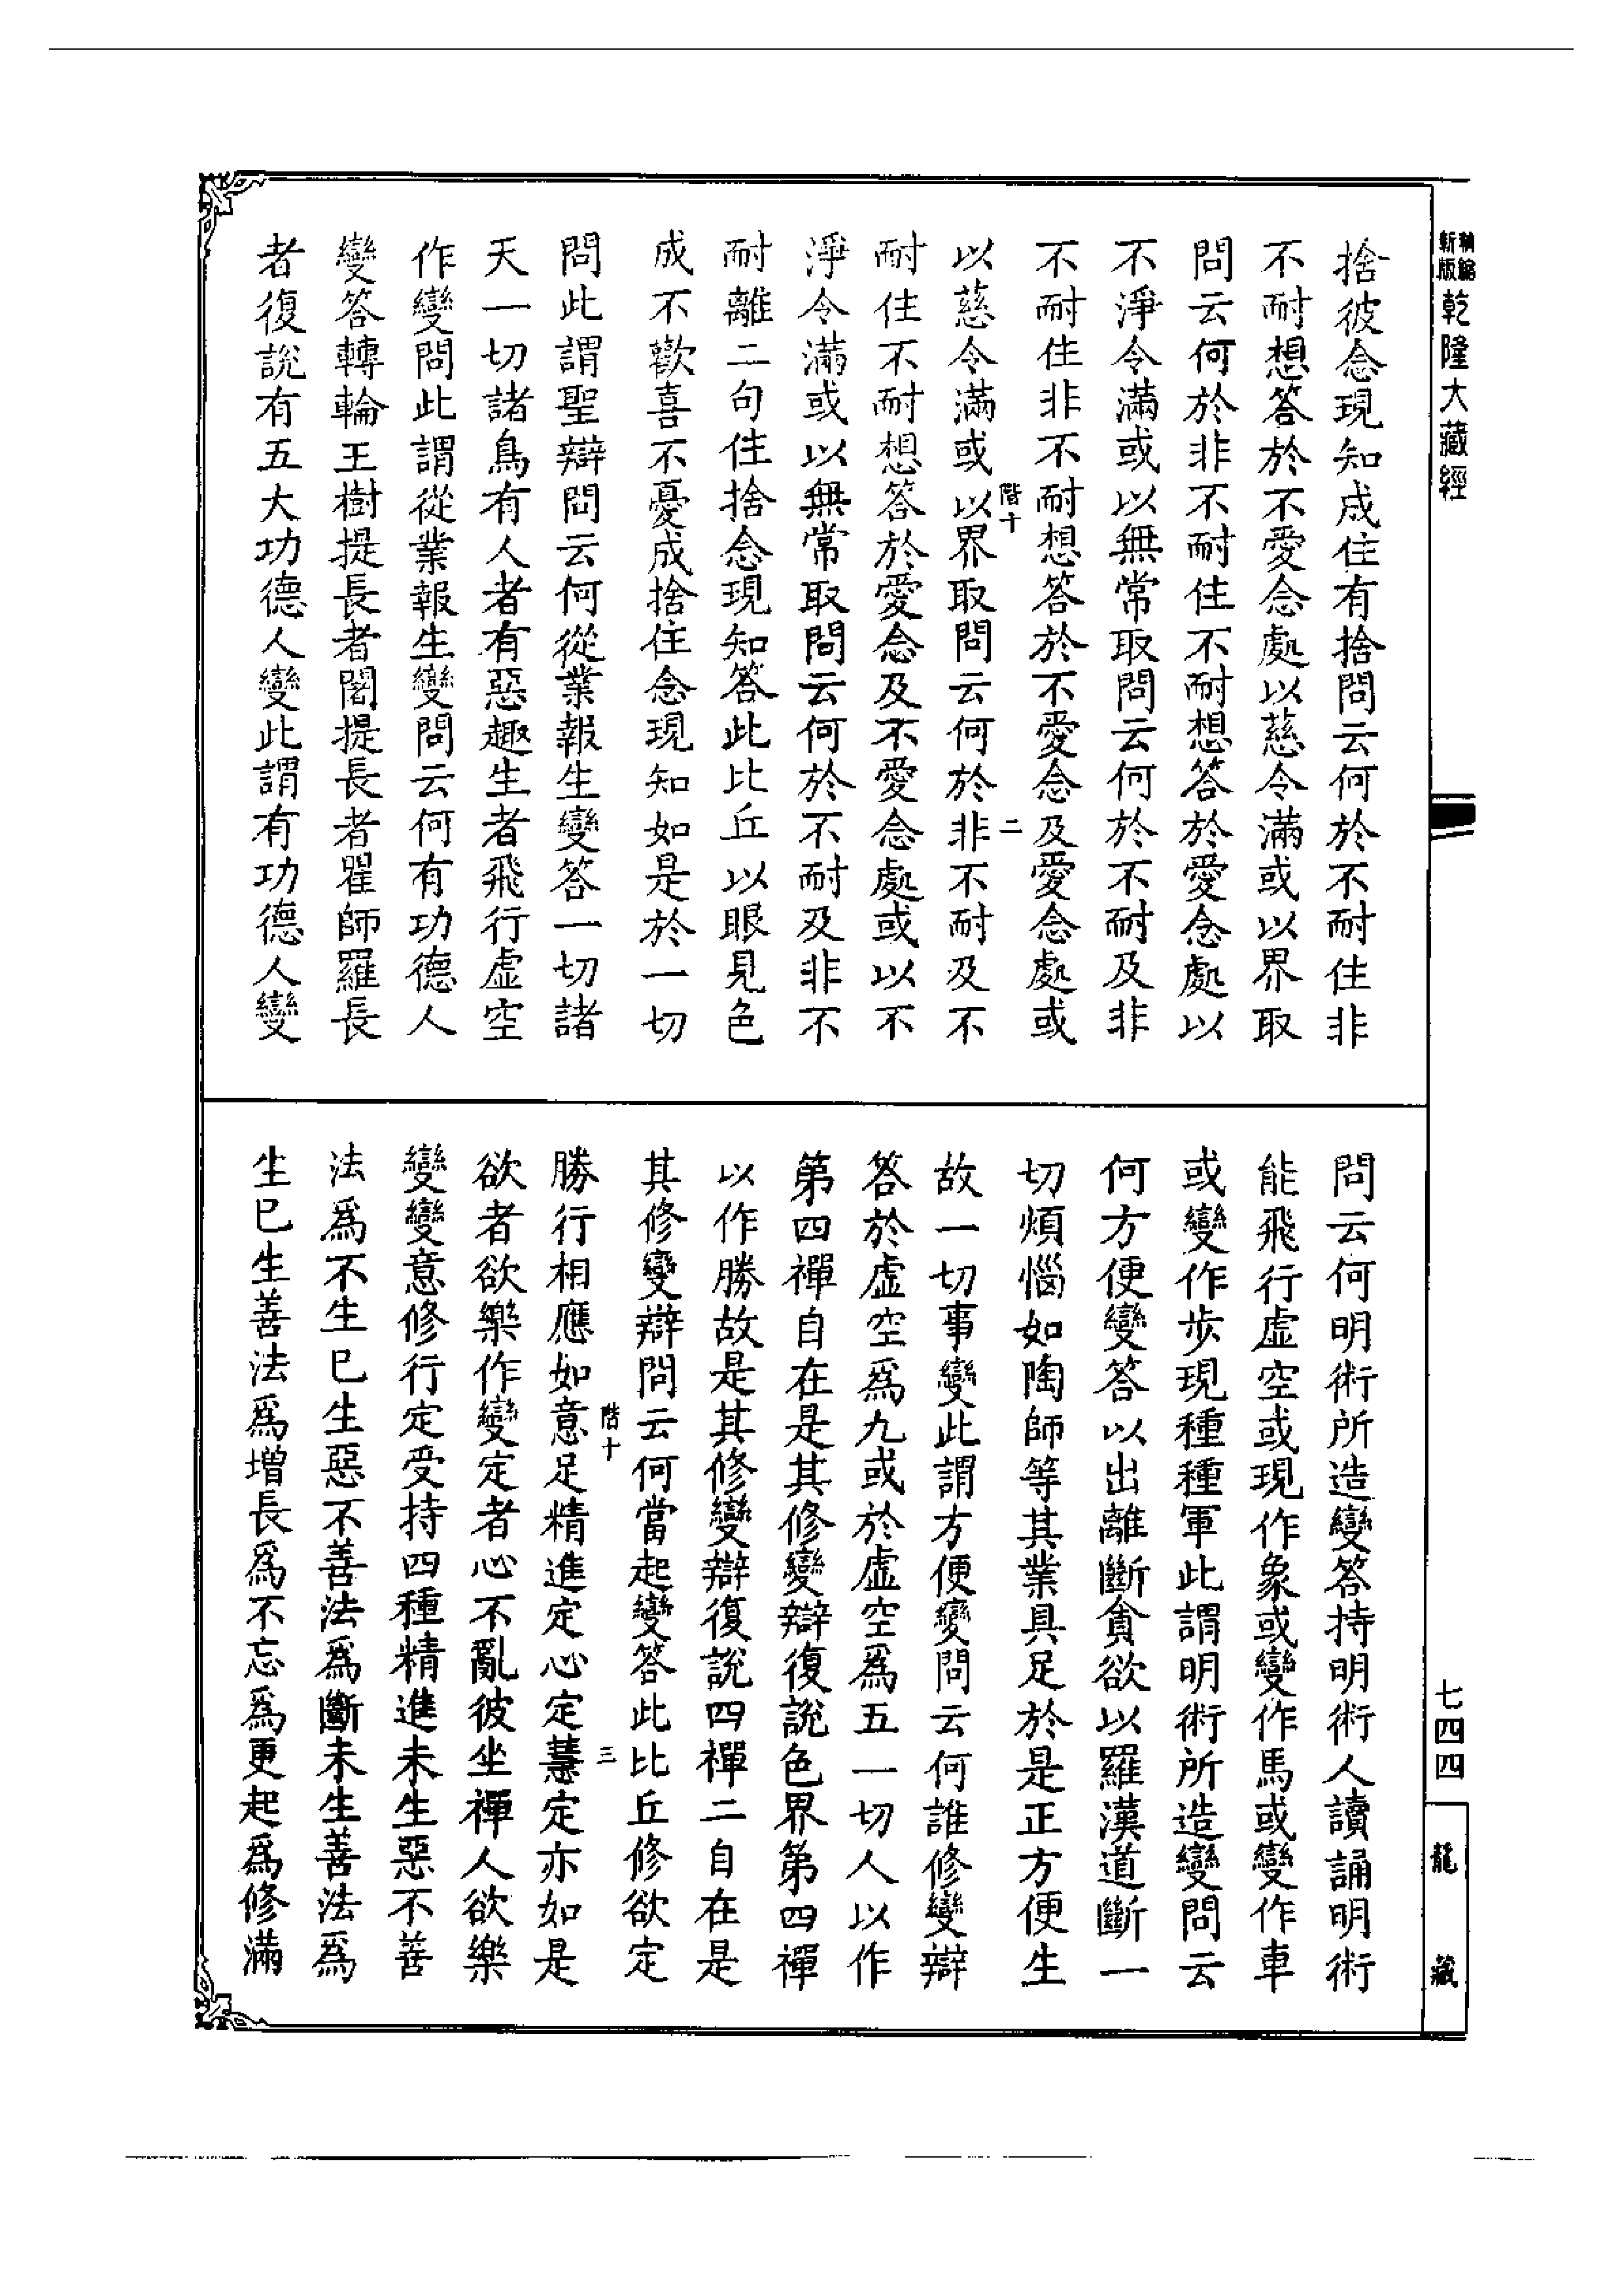 新版 精縮 乾隆大藏經
捨彼念現知成住有捨問云何於不耐住非
不耐想答於不愛念處以慈令滿或以界取
問云何於非不耐住不耐想答於愛念處以
不淨令滿或以無常取問云何於不耐及非
不耐住非不耐想答於不愛念及愛念處或
階十 二
以慈令滿或以界取問云何於非不耐及不
耐住不耐想答於愛念及不愛念處或以不
淨令滿或以無常取問云何於不耐及非不
耐離二句住捨念現知答此比丘以眼見色
成不歡喜不憂成捨住念現知如是於一切
問此謂聖辯問云何從業報生變答一切諸
天一切諸鳥有人者有惡趣生者飛行虛空
作變問此謂從業報生變問云何有功德人
變答轉輪王樹提長者闍提長者瞿師羅長
者復說有五大功德人變此謂有功德人變
問云何明術所造變答持明術人讀誦明術
能飛行虛空或現作象或變作馬或變作車
或變作步現種種軍此謂明術所造變問云
何方便變答以出離斷貪欲以羅漢道斷一
切煩惱如陶師等其業具足於是正方便生
故一切事變此謂方便變問云何誰修變辯
答於虛空為九或於虛空為五一切人以作
第四禪自在是其修變辯復說色界第四禪
以作勝故是其修變辯復說四禪二自在是
其修變辯問云何當起變答此比丘修欲定
階十 三
勝行相應如意足精進定心定慧定亦如是
欲者欲樂作變定者心不亂彼坐禪人欲樂
變變意修行定受持四種精進未生惡不善
法為不生已生惡不善法為斷未生善法為
生已生善法為增長為不忘為更起為修滿
七四四
龍藏